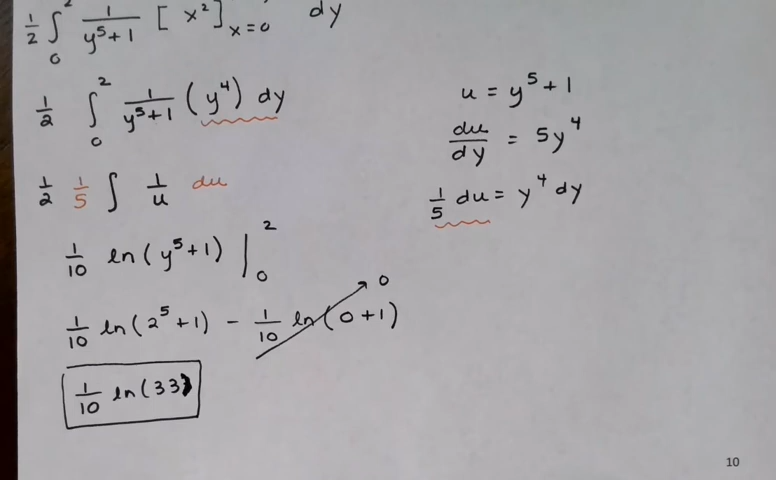 1/2 ∫₀² 1/(y⁵+1) [ x² ]ₓ₌₀ dy
1/2 ∫₀² 1/(y⁵+1) (y⁴) dy
1/2 1/5 ∫ 1/u du
1/10 ln(y⁵+1) |₀²
1/10 ln(2⁵+1) - 1/10 ln(0+1) 0
1/10 ln(33)
u = y⁵+1
du/dy = 5y⁴
1/5 du = y⁴ dy
10